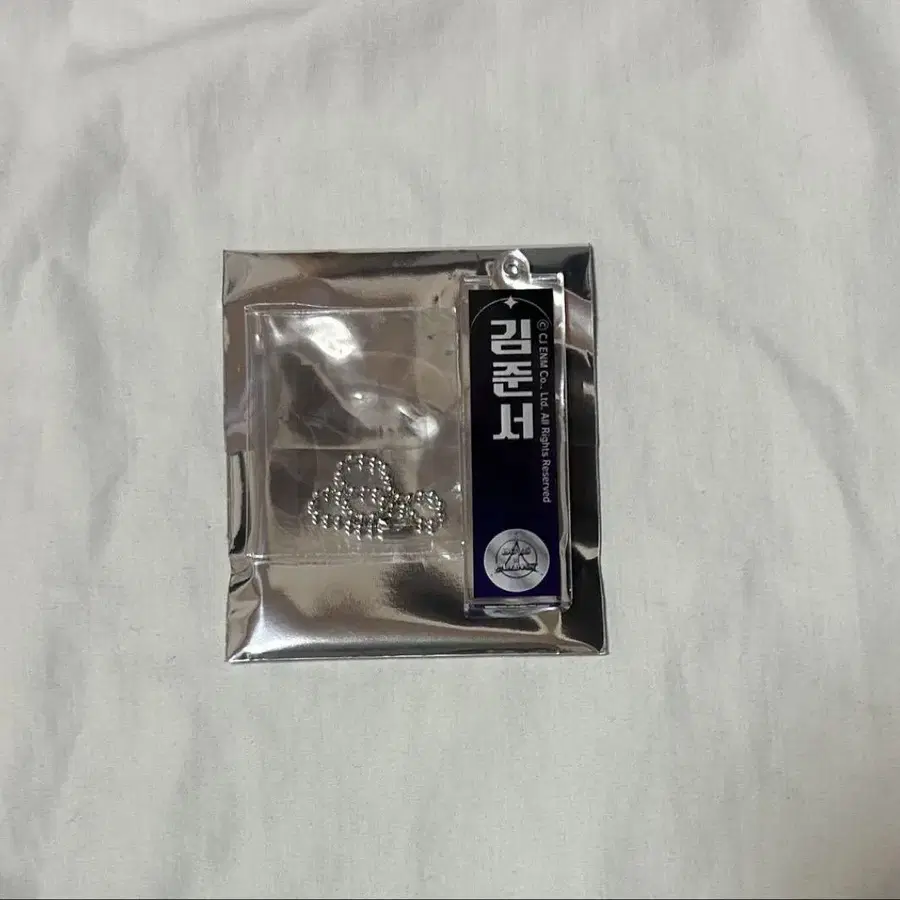 김준서
© CJ ENM Co., Ltd. All Rights Reserved